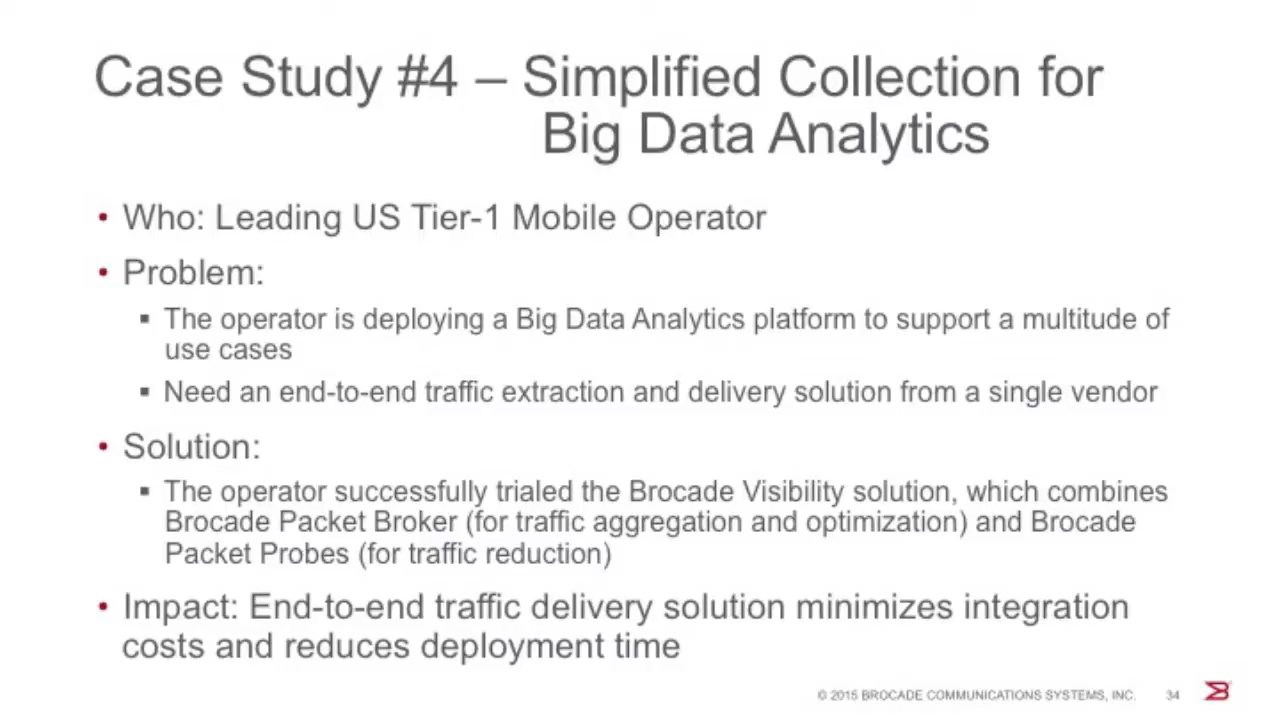 Case Study #4 – Simplified Collection for
Big Data Analytics
• Who: Leading US Tier-1 Mobile Operator
• Problem:
▪ The operator is deploying a Big Data Analytics platform to support a multitude of
use cases
▪ Need an end-to-end traffic extraction and delivery solution from a single vendor
• Solution:
▪ The operator successfully trialed the Brocade Visibility solution, which combines
Brocade Packet Broker (for traffic aggregation and optimization) and Brocade
Packet Probes (for traffic reduction)
• Impact: End-to-end traffic delivery solution minimizes integration
costs and reduces deployment time
© 2015 BROCADE COMMUNICATIONS SYSTEMS, INC. 34